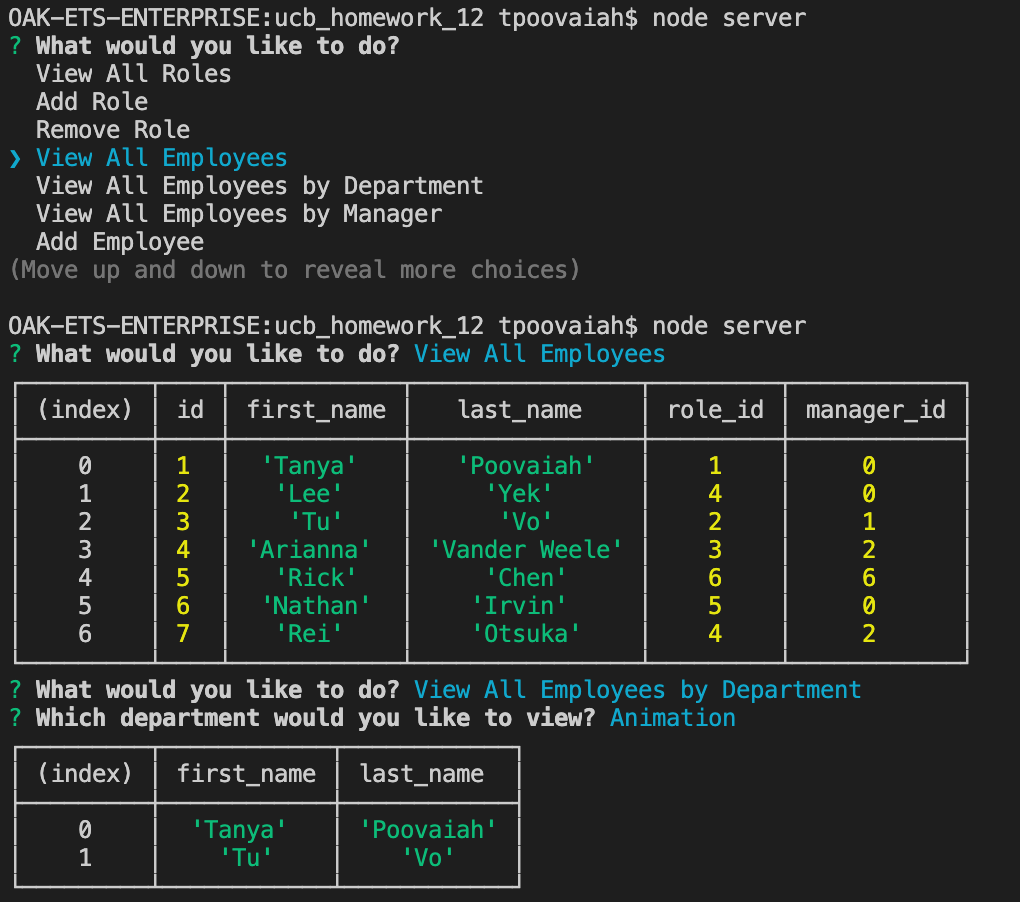 OAK-ETS-ENTERPRISE:ucb_homework_12 tpoovaiah$ node server
? What would you like to do?
View All Roles
Add Role
Remove Role
❯ View All Employees
View All Employees by Department
View All Employees by Manager
Add Employee
(Move up and down to reveal more choices)
OAK-ETS-ENTERPRISE:ucb_homework_12 tpoovaiah$ node server
? What would you like to do? View All Employees
(index) id first_name last_name role_id manager_id
0 1 'Tanya' 'Poovaiah' 1 0
1 2 'Lee' 'Yek' 4 0
2 3 'Tu' 'Vo' 2 1
3 4 'Arianna' 'Vander Weele' 3 2
4 5 'Rick' 'Chen' 6 6
5 6 'Nathan' 'Irvin' 5 0
6 7 'Rei' 'Otsuka' 4 2
? What would you like to do? View All Employees by Department
? Which department would you like to view? Animation
(index) first_name last_name
0 'Tanya' 'Poovaiah'
1 'Tu' 'Vo'